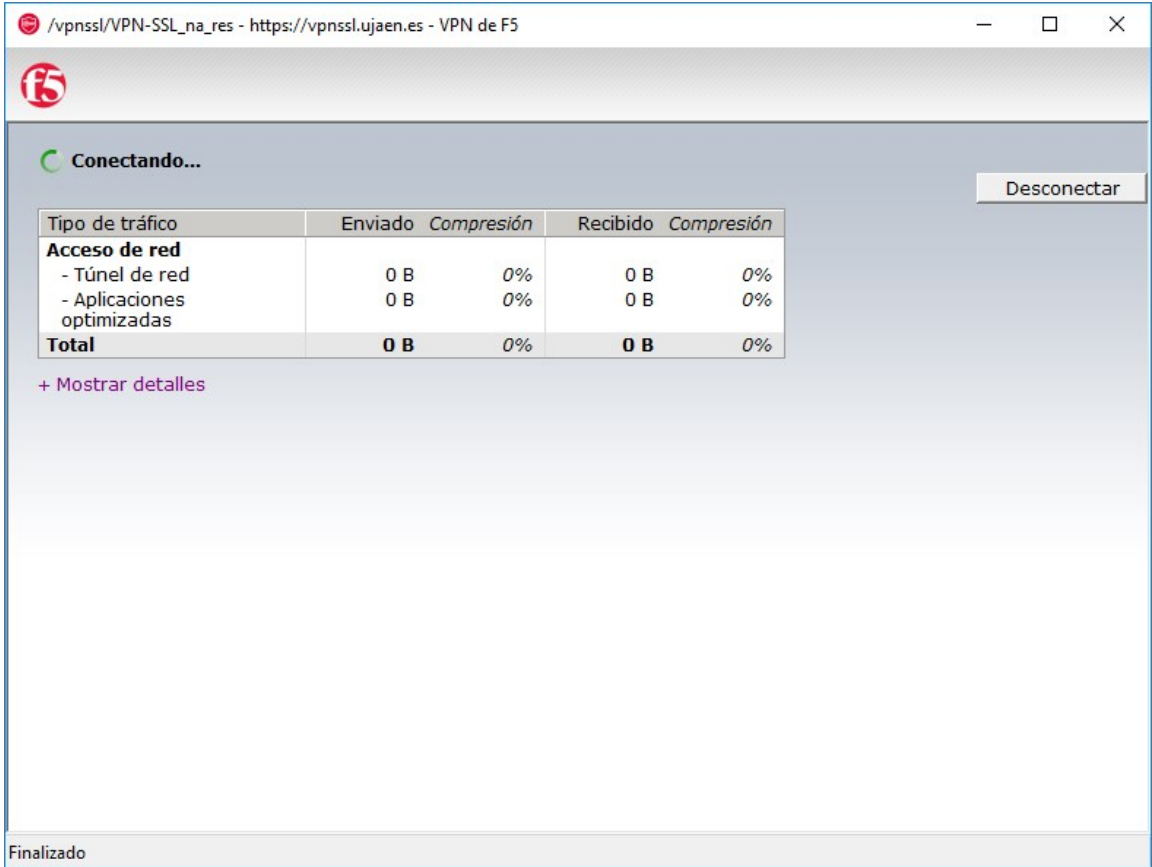 /vpnssl/VPN-SSL_na_res - https://vpnssl.ujaen.es - VPN de F5
f5
Conectando...
Desconectar
Tipo de tráfico Enviado Compresión Recibido Compresión
Acceso de red
- Túnel de red 0 B 0% 0 B 0%
- Aplicaciones 0 B 0% 0 B 0%
optimizadas
Total 0 B 0% 0 B 0%
+ Mostrar detalles
Finalizado